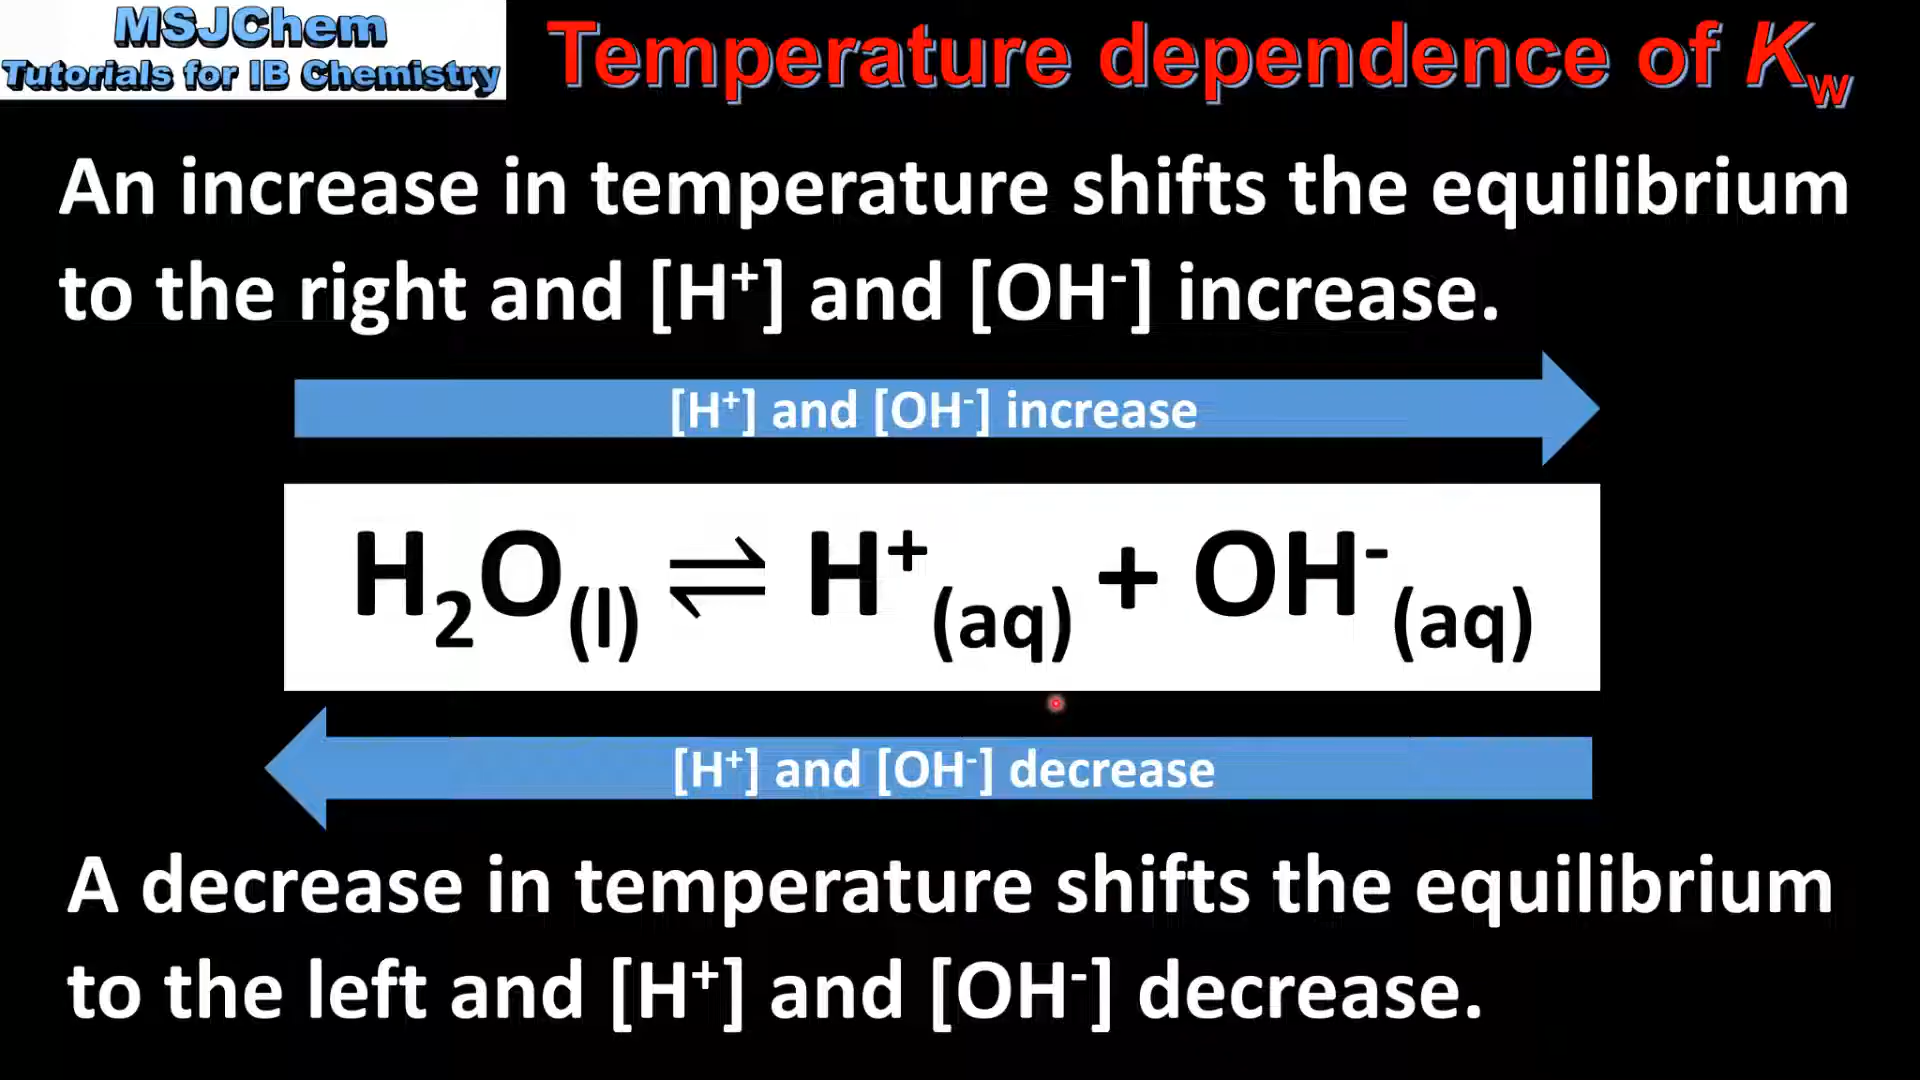 MSJChem
Tutorials for IB Chemistry
Temperature dependence of K_w
An increase in temperature shifts the equilibrium
to the right and [H⁺] and [OH⁻] increase.
[H⁺] and [OH⁻] increase
H₂O(l) ⇌ H⁺(aq) + OH⁻(aq)
[H⁺] and [OH⁻] decrease
A decrease in temperature shifts the equilibrium
to the left and [H⁺] and [OH⁻] decrease.